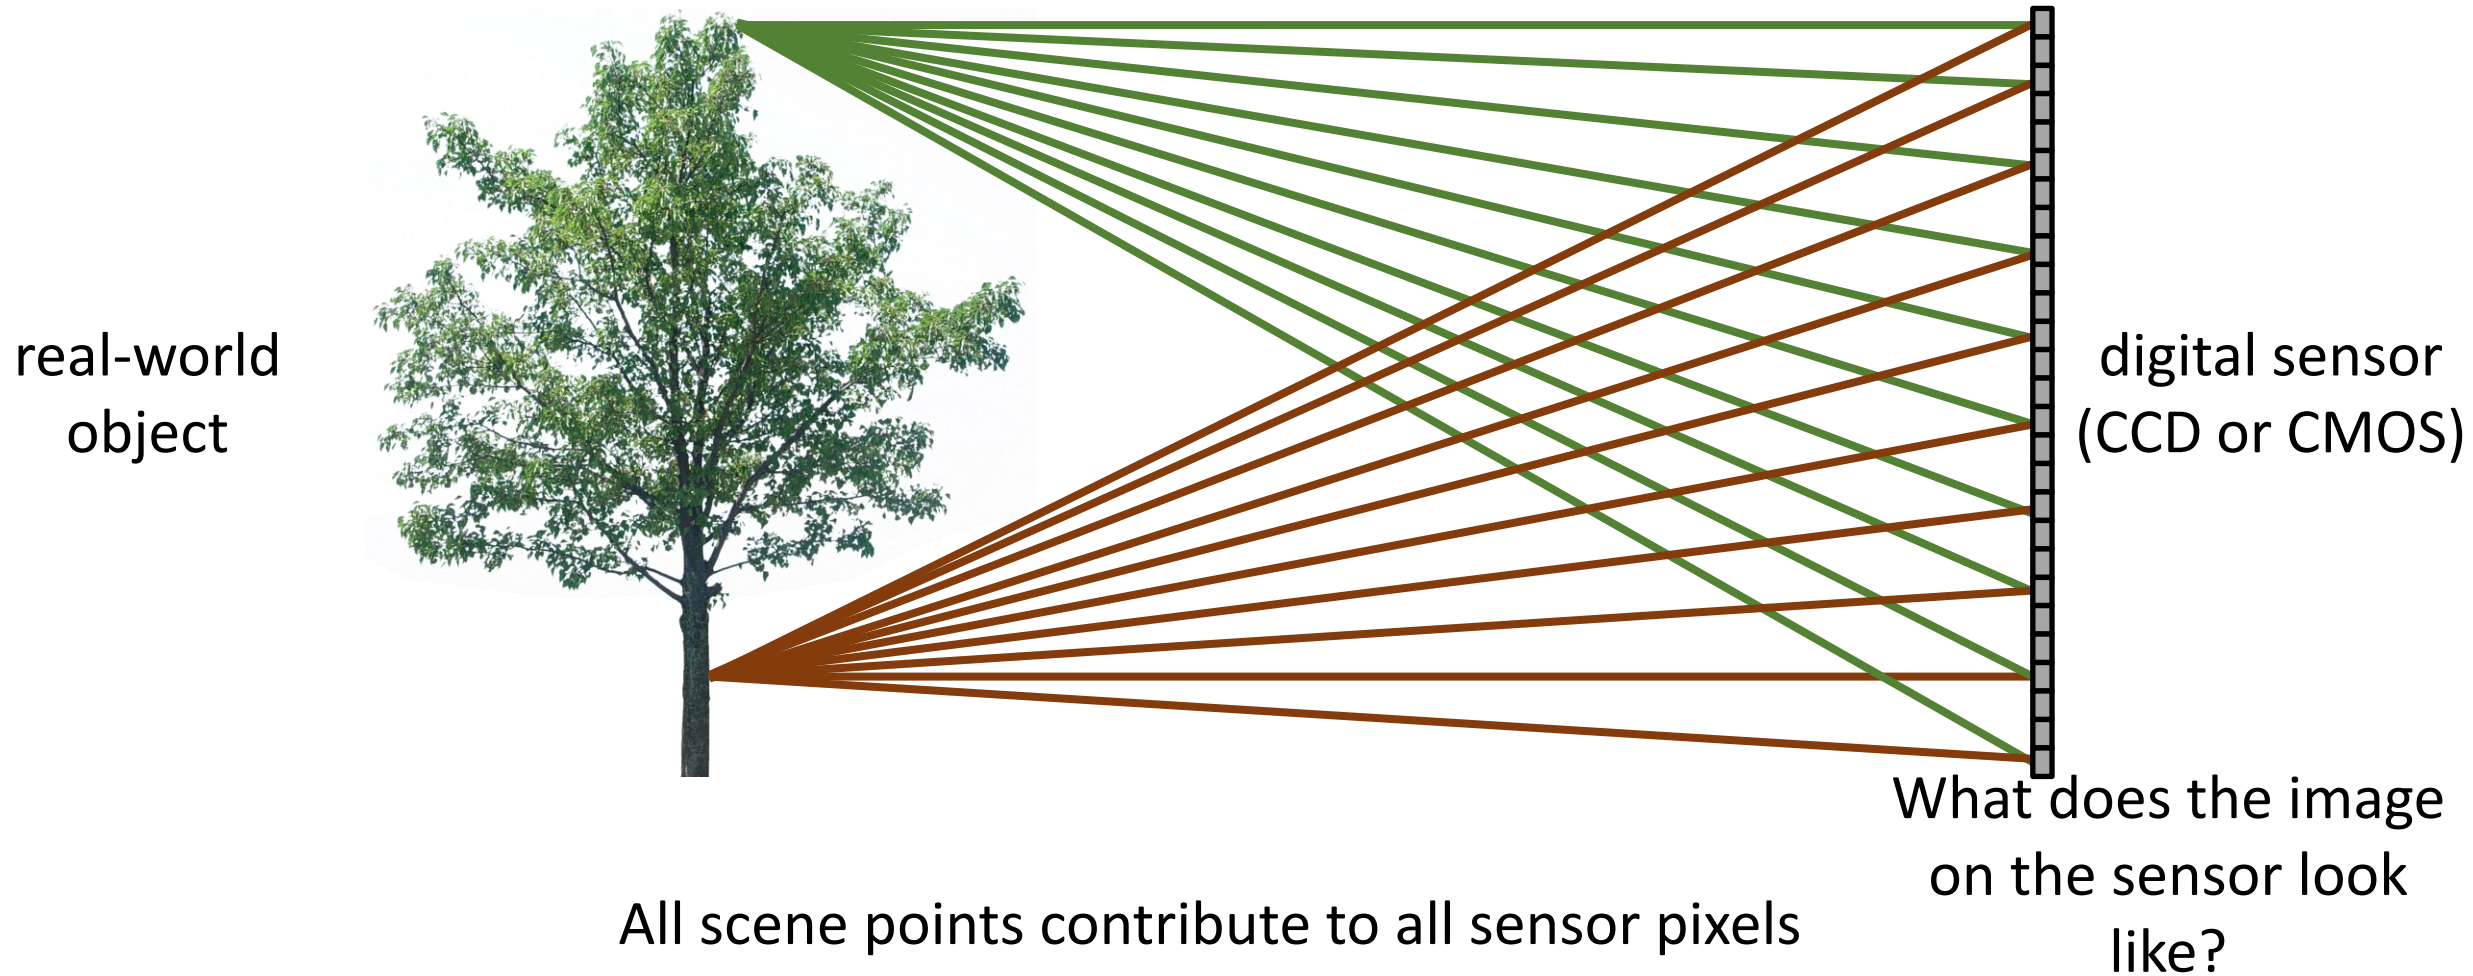 real-world
object
digital sensor
(CCD or CMOS)
What does the image
on the sensor look
like?
All scene points contribute to all sensor pixels